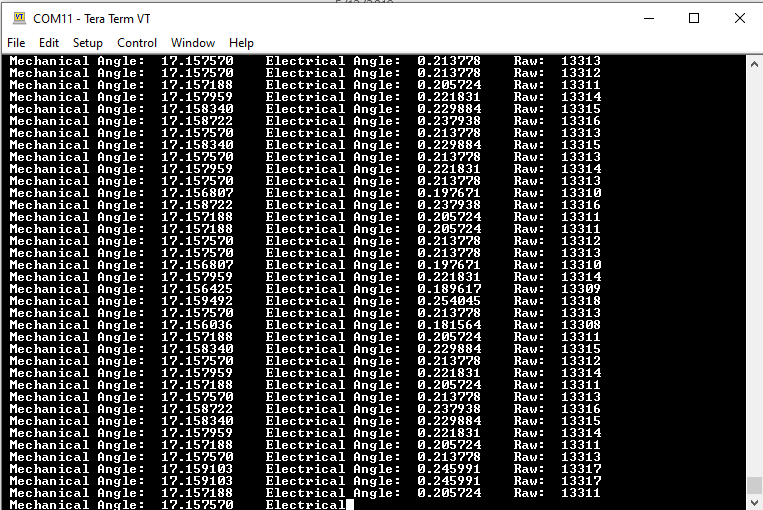 COM11 - Tera Term VT
File Edit Setup Control Window Help
Mechanical Angle: 17.157570 Electrical Angle: 0.213778 Raw: 13313
Mechanical Angle: 17.157570 Electrical Angle: 0.213778 Raw: 13312
Mechanical Angle: 17.157188 Electrical Angle: 0.205724 Raw: 13311
Mechanical Angle: 17.157959 Electrical Angle: 0.221831 Raw: 13314
Mechanical Angle: 17.158340 Electrical Angle: 0.229884 Raw: 13315
Mechanical Angle: 17.158722 Electrical Angle: 0.237938 Raw: 13316
Mechanical Angle: 17.157570 Electrical Angle: 0.213778 Raw: 13313
Mechanical Angle: 17.158340 Electrical Angle: 0.229884 Raw: 13315
Mechanical Angle: 17.157570 Electrical Angle: 0.213778 Raw: 13313
Mechanical Angle: 17.157959 Electrical Angle: 0.221831 Raw: 13314
Mechanical Angle: 17.157570 Electrical Angle: 0.213778 Raw: 13313
Mechanical Angle: 17.156807 Electrical Angle: 0.197671 Raw: 13310
Mechanical Angle: 17.158722 Electrical Angle: 0.237938 Raw: 13316
Mechanical Angle: 17.157188 Electrical Angle: 0.205724 Raw: 13311
Mechanical Angle: 17.157188 Electrical Angle: 0.205724 Raw: 13311
Mechanical Angle: 17.157570 Electrical Angle: 0.213778 Raw: 13312
Mechanical Angle: 17.157570 Electrical Angle: 0.213778 Raw: 13313
Mechanical Angle: 17.156807 Electrical Angle: 0.197671 Raw: 13310
Mechanical Angle: 17.157959 Electrical Angle: 0.221831 Raw: 13314
Mechanical Angle: 17.156425 Electrical Angle: 0.189617 Raw: 13309
Mechanical Angle: 17.159492 Electrical Angle: 0.254045 Raw: 13318
Mechanical Angle: 17.157570 Electrical Angle: 0.213778 Raw: 13313
Mechanical Angle: 17.156036 Electrical Angle: 0.181564 Raw: 13308
Mechanical Angle: 17.157188 Electrical Angle: 0.205724 Raw: 13311
Mechanical Angle: 17.158340 Electrical Angle: 0.229884 Raw: 13315
Mechanical Angle: 17.157570 Electrical Angle: 0.213778 Raw: 13312
Mechanical Angle: 17.157959 Electrical Angle: 0.221831 Raw: 13314
Mechanical Angle: 17.157188 Electrical Angle: 0.205724 Raw: 13311
Mechanical Angle: 17.157570 Electrical Angle: 0.213778 Raw: 13313
Mechanical Angle: 17.158722 Electrical Angle: 0.237938 Raw: 13316
Mechanical Angle: 17.158340 Electrical Angle: 0.229884 Raw: 13315
Mechanical Angle: 17.157959 Electrical Angle: 0.221831 Raw: 13314
Mechanical Angle: 17.157188 Electrical Angle: 0.205724 Raw: 13311
Mechanical Angle: 17.157570 Electrical Angle: 0.213778 Raw: 13313
Mechanical Angle: 17.159103 Electrical Angle: 0.245991 Raw: 13317
Mechanical Angle: 17.159103 Electrical Angle: 0.245991 Raw: 13317
Mechanical Angle: 17.157188 Electrical Angle: 0.205724 Raw: 13311
Mechanical Angle: 17.157570 Electrical